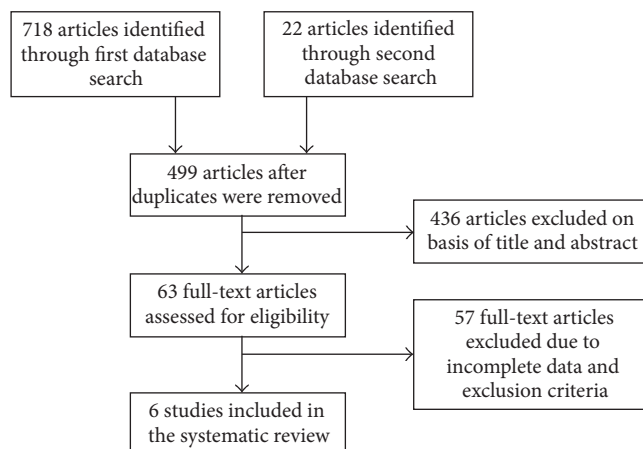 718 articles identified
through first database
search
22 articles identified
through second
database search
499 articles after
duplicates were removed
436 articles excluded on
basis of title and abstract
63 full-text articles
assessed for eligibility
57 full-text articles
excluded due to
incomplete data and
exclusion criteria
6 studies included in
the systematic review